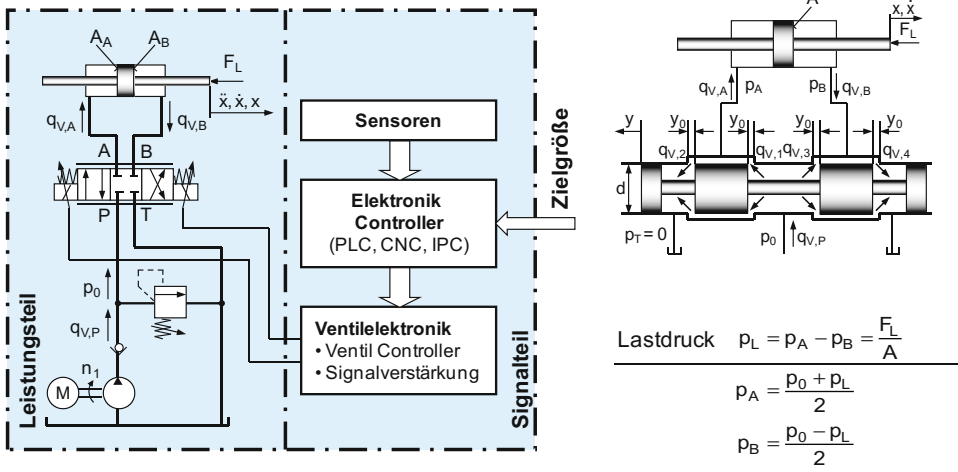 A_A A_B
F_L
ẍ, ẋ, x
q_V,A q_V,B
A B
P T
p_0
q_V,P
n_1
M
Leistungsteil
Sensoren
Elektronik
Controller
(PLC, CNC, IPC)
Ventilelektronik
• Ventil Controller
• Signalverstärkung
Signalteil
Zielgröße
A
x, ẋ
F_L
q_V,A p_A p_B q_V,B
y y_0 y_0 y_0 y_0
q_V,2 q_V,1 q_V,3 q_V,4
d
p_T = 0 p_0 q_V,P
Lastdruck p_L = p_A − p_B = F_L / A
p_A = (p_0 + p_L) / 2
p_B = (p_0 − p_L) / 2